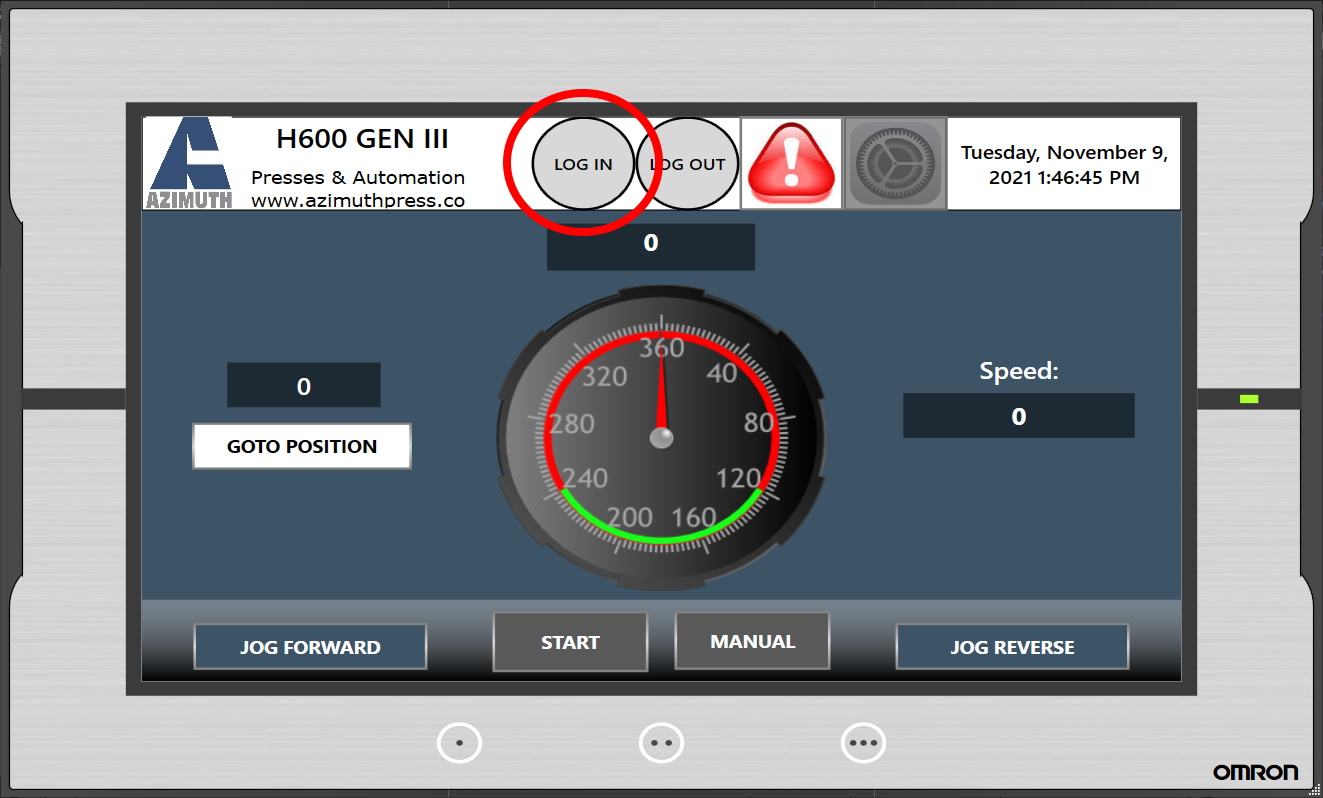 H600 GEN III
Presses & Automation
www.azimuthpress.co
AZIMUTH
LOG IN
LOG OUT
Tuesday, November 9,
2021 1:46:45 PM
0
360
320
40
280
80
240
120
200
160
0
GOTO POSITION
Speed:
0
JOG FORWARD
START
MANUAL
JOG REVERSE
OMRON